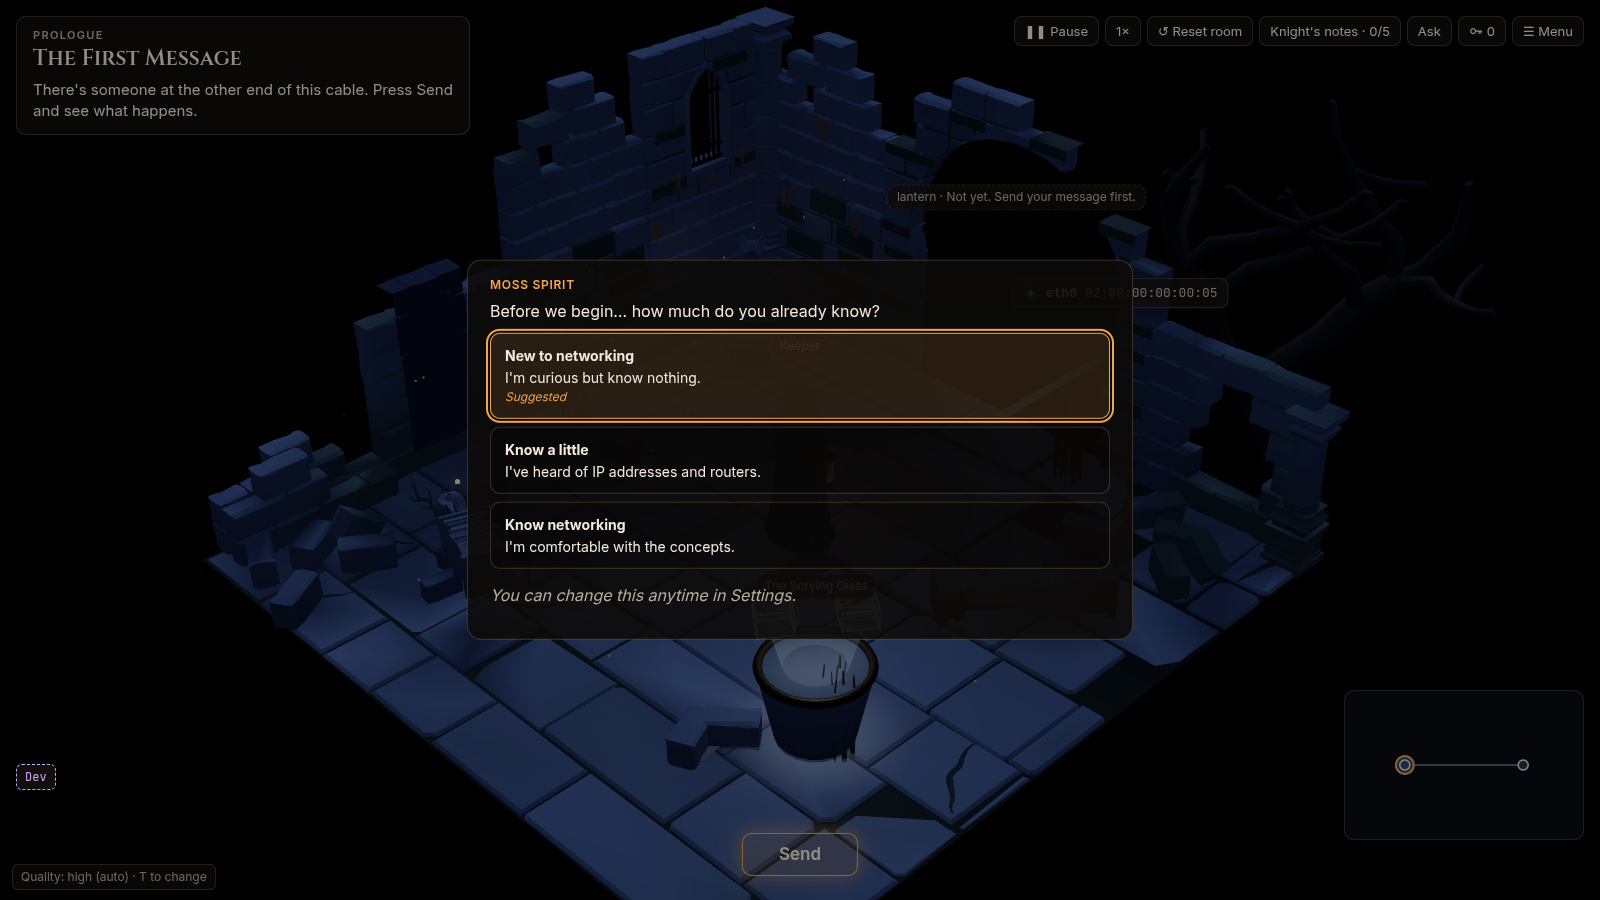 PROLOGUE
THE FIRST MESSAGE
There's someone at the other end of this cable. Press Send
and see what happens.
❚❚ Pause
1×
↺ Reset room
Knight's notes · 0/5
Ask
0
☰ Menu
lantern · Not yet. Send your message first.
eth0 02:00:00:00:00:05
MOSS SPIRIT
Before we begin... how much do you already know?
Keeper
New to networking
I'm curious but know nothing.
Suggested
Know a little
I've heard of IP addresses and routers.
Know networking
I'm comfortable with the concepts.
The Scrying Glass
You can change this anytime in Settings.
Dev
Send
Quality: high (auto) · T to change